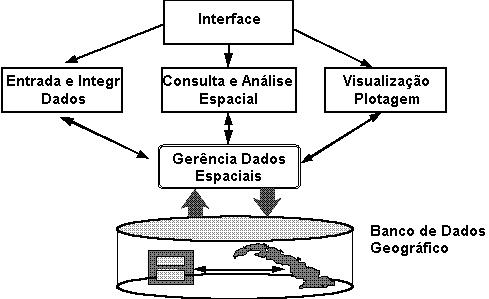 Interface
Entrada e Integr
Dados
Consulta e Análise
Espacial
Visualização
Plotagem
Gerência Dados
Espaciais
Banco de Dados
Geográfico